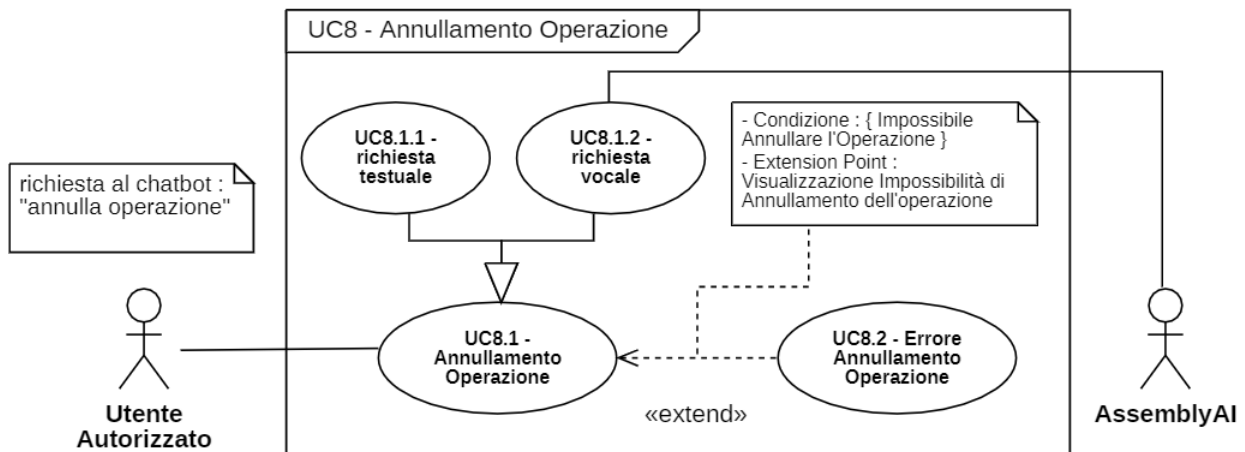 UC8 - Annullamento Operazione
UC8.1.1 -
richiesta
testuale
UC8.1.2 -
richiesta
vocale
- Condizione : { Impossibile
Annullare l'Operazione }
- Extension Point :
Visualizzazione Impossibilità di
Annullamento dell'operazione
richiesta al chatbot :
"annulla operazione"
UC8.1 -
Annullamento
Operazione
UC8.2 - Errore
Annullamento
Operazione
«extend»
Utente
Autorizzato
AssemblyAI